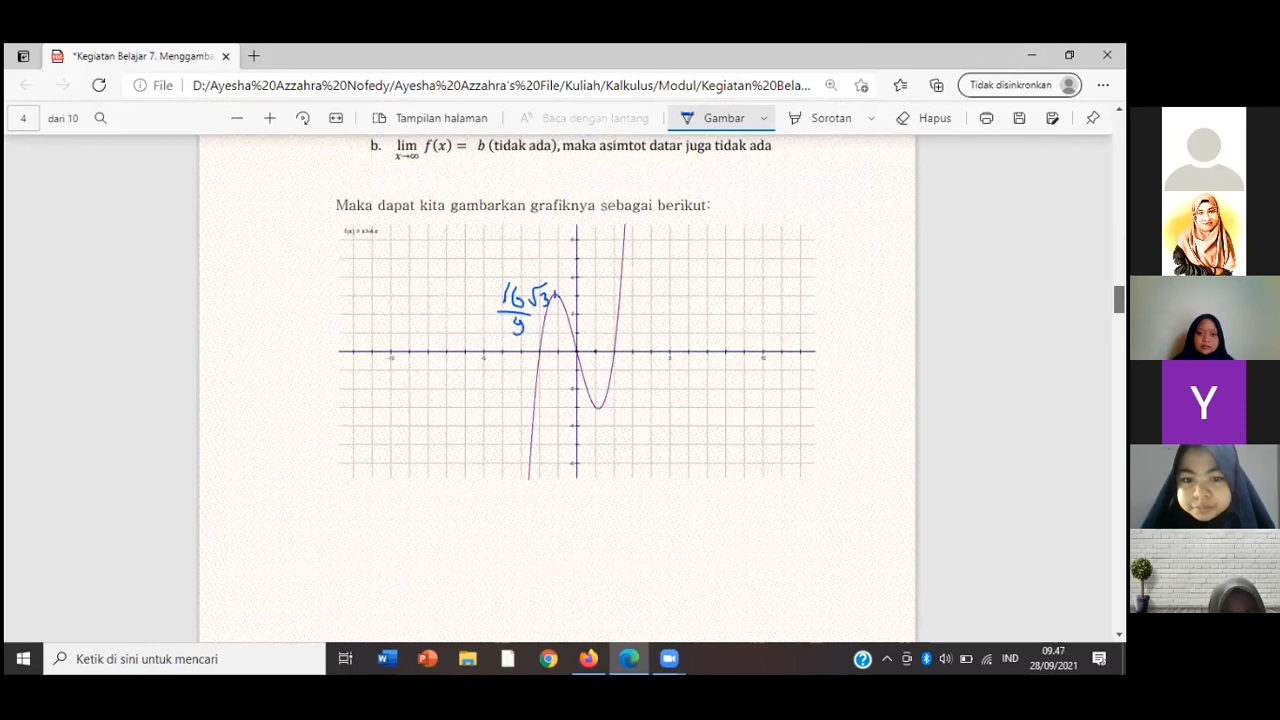 *Kegiatan Belajar 7. Menggamba
File
D:/Ayesha%20Azzahra%20Nofedy/Ayesha%20Azzahra's%20File/Kuliah/Kalkulus/Modul/Kegiatan%20Bela...
Tidak disinkronkan
4 dari 10
Tampilan halaman
Baca dengan lantang
Gambar
Sorotan
Hapus
b. lim x→∞ f(x) = b (tidak ada), maka asimtot datar juga tidak ada
Maka dapat kita gambarkan grafiknya sebagai berikut:
16√3
9
Y
Ketik di sini untuk mencari
IND
09.47
28/09/2021